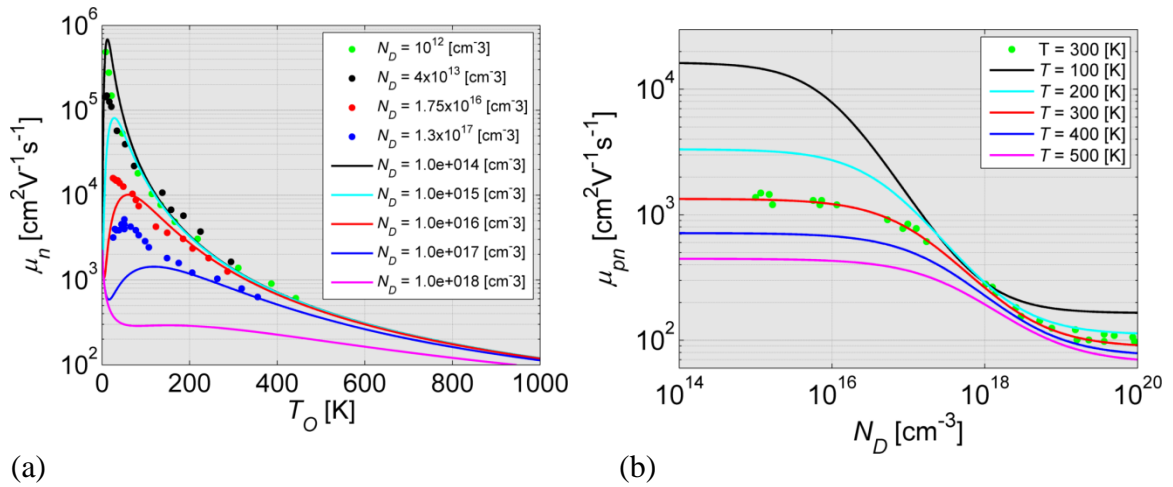 10^6
10^5
10^4
10^3
10^2
μ_n [cm^2V^-1s^-1]
N_D = 10^12 [cm^-3]
N_D = 4x10^13 [cm^-3]
N_D = 1.75x10^16 [cm^-3]
N_D = 1.3x10^17 [cm^-3]
N_D = 1.0e+014 [cm^-3]
N_D = 1.0e+015 [cm^-3]
N_D = 1.0e+016 [cm^-3]
N_D = 1.0e+017 [cm^-3]
N_D = 1.0e+018 [cm^-3]
0 200 400 600 800 1000
T_O [K]
(a)
10^4
10^3
10^2
μ_pn [cm^2V^-1s^-1]
T = 300 [K]
T = 100 [K]
T = 200 [K]
T = 300 [K]
T = 400 [K]
T = 500 [K]
10^14 10^16 10^18 10^20
N_D [cm^-3]
(b)